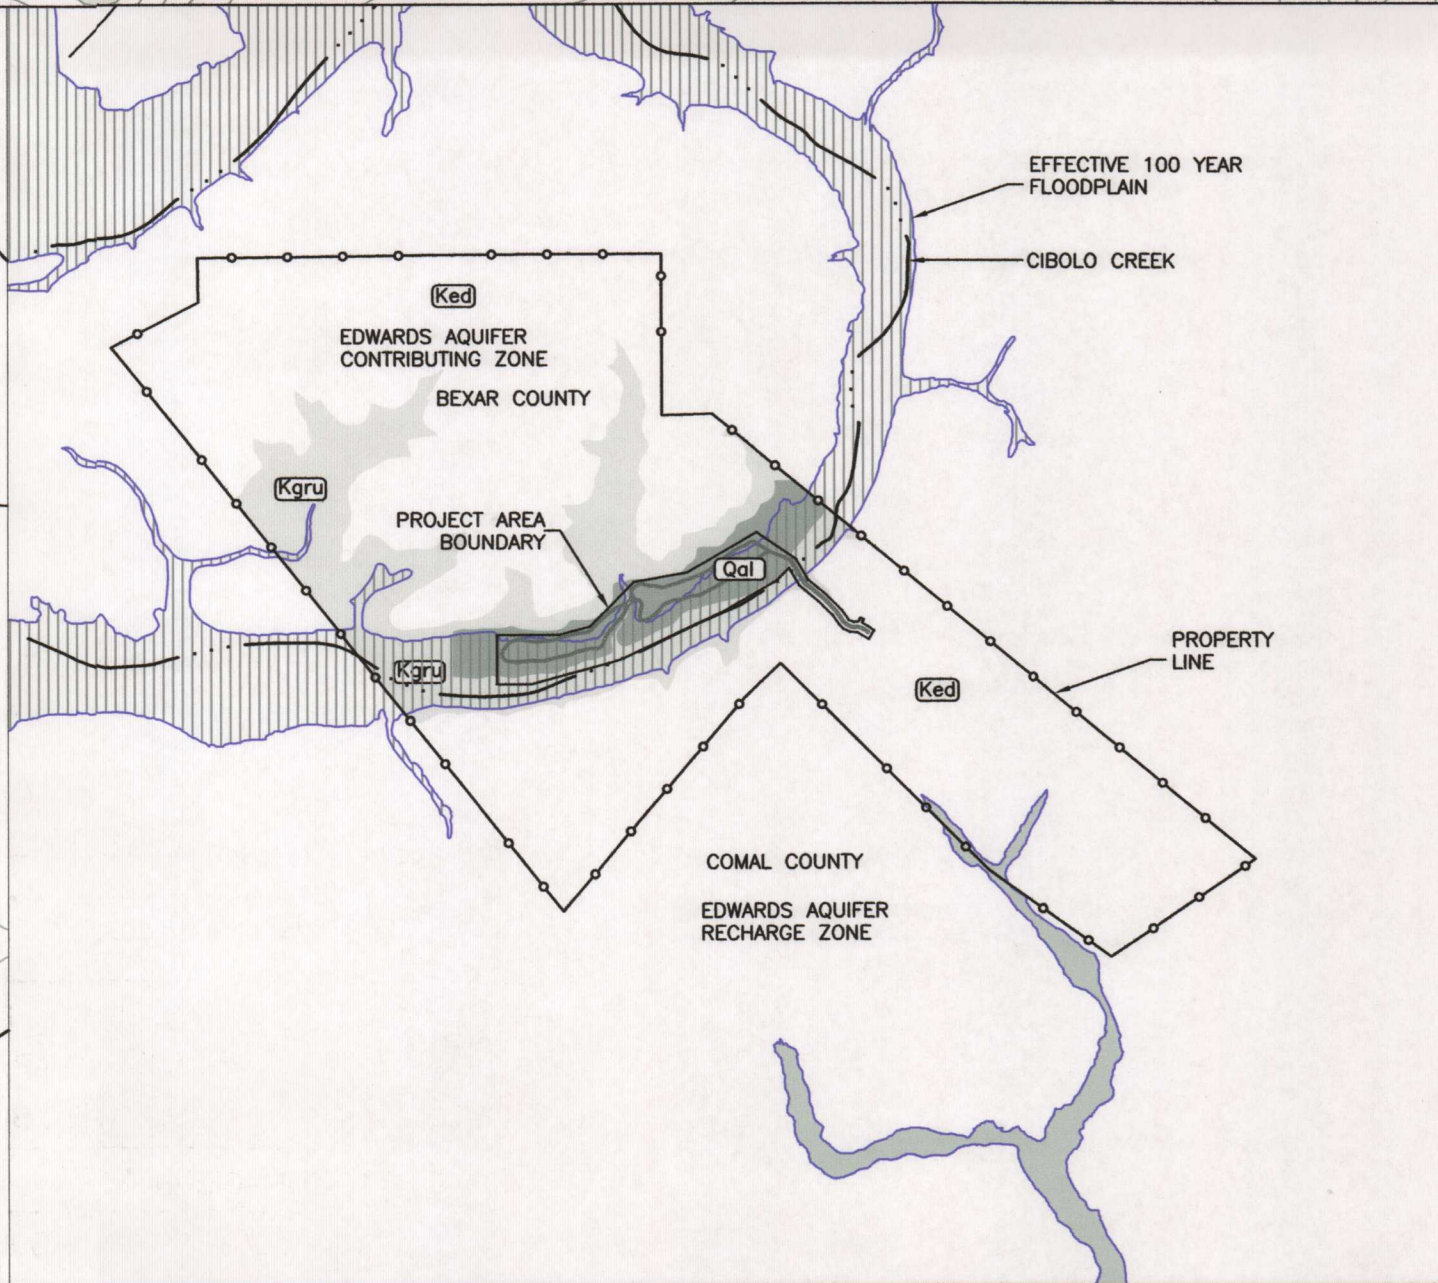 EFFECTIVE 100 YEAR
FLOODPLAIN
CIBOLO CREEK
Ked
EDWARDS AQUIFER
CONTRIBUTING ZONE
BEXAR COUNTY
Kgru
PROJECT AREA
BOUNDARY
Qal
PROPERTY
LINE
Kgru
Ked
COMAL COUNTY
EDWARDS AQUIFER
RECHARGE ZONE